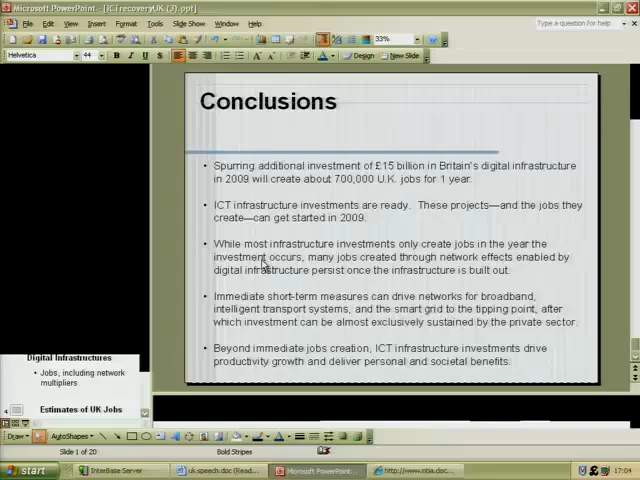 Microsoft PowerPoint - [ICTrecoveryUK (3).ppt]
File Edit View Insert Format Tools Slide Show Window Help
Type a question for help
33%
Helvetica 44 B I U S Design New Slide
Conclusions
• Spurring additional investment of £15 billion in Britain's digital infrastructure
in 2009 will create about 700,000 U.K. jobs for 1 year.
• ICT infrastructure investments are ready. These projects—and the jobs they
create—can get started in 2009.
• While most infrastructure investments only create jobs in the year the
investment occurs, many jobs created through network effects enabled by
digital infrastructure persist once the infrastructure is built out.
• Immediate short-term measures can drive networks for broadband,
intelligent transport systems, and the smart grid to the tipping point, after
which investment can be almost exclusively sustained by the private sector.
• Beyond immediate jobs creation, ICT infrastructure investments drive
productivity growth and deliver personal and societal benefits.
Digital Infrastructures
• Jobs, including network
multipliers
4
Estimates of UK Jobs
Draw AutoShapes
Slide 1 of 20 Bold Stripes
start InterBase Server uk.speech.doc (Read... Microsoft PowerPoint... http://www.ntia.doc... 17:04